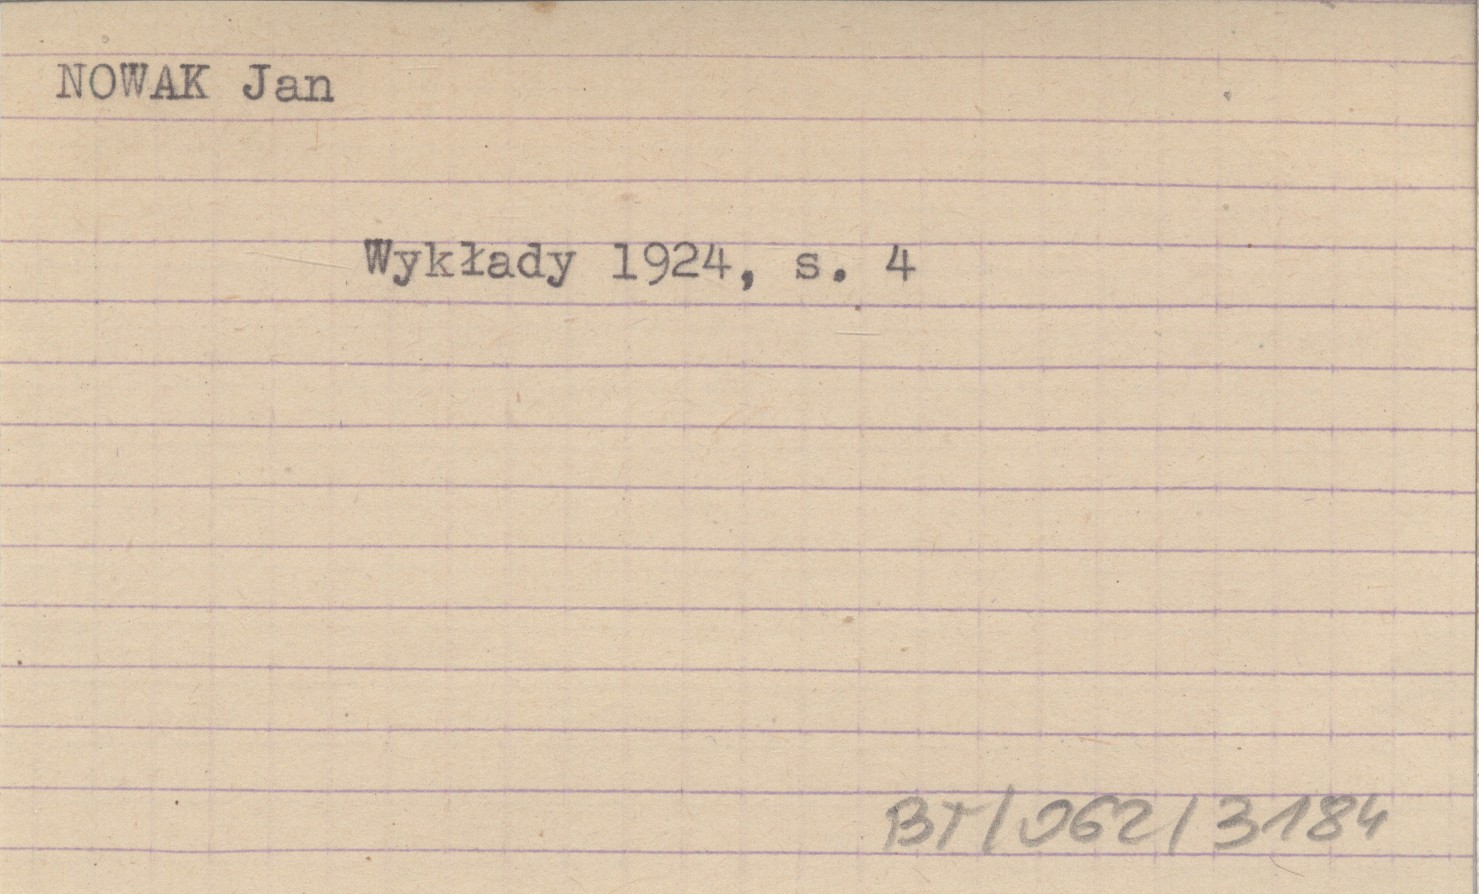 NOWAK Jan
Wykłady 1924, s. 4
BT/062/3184